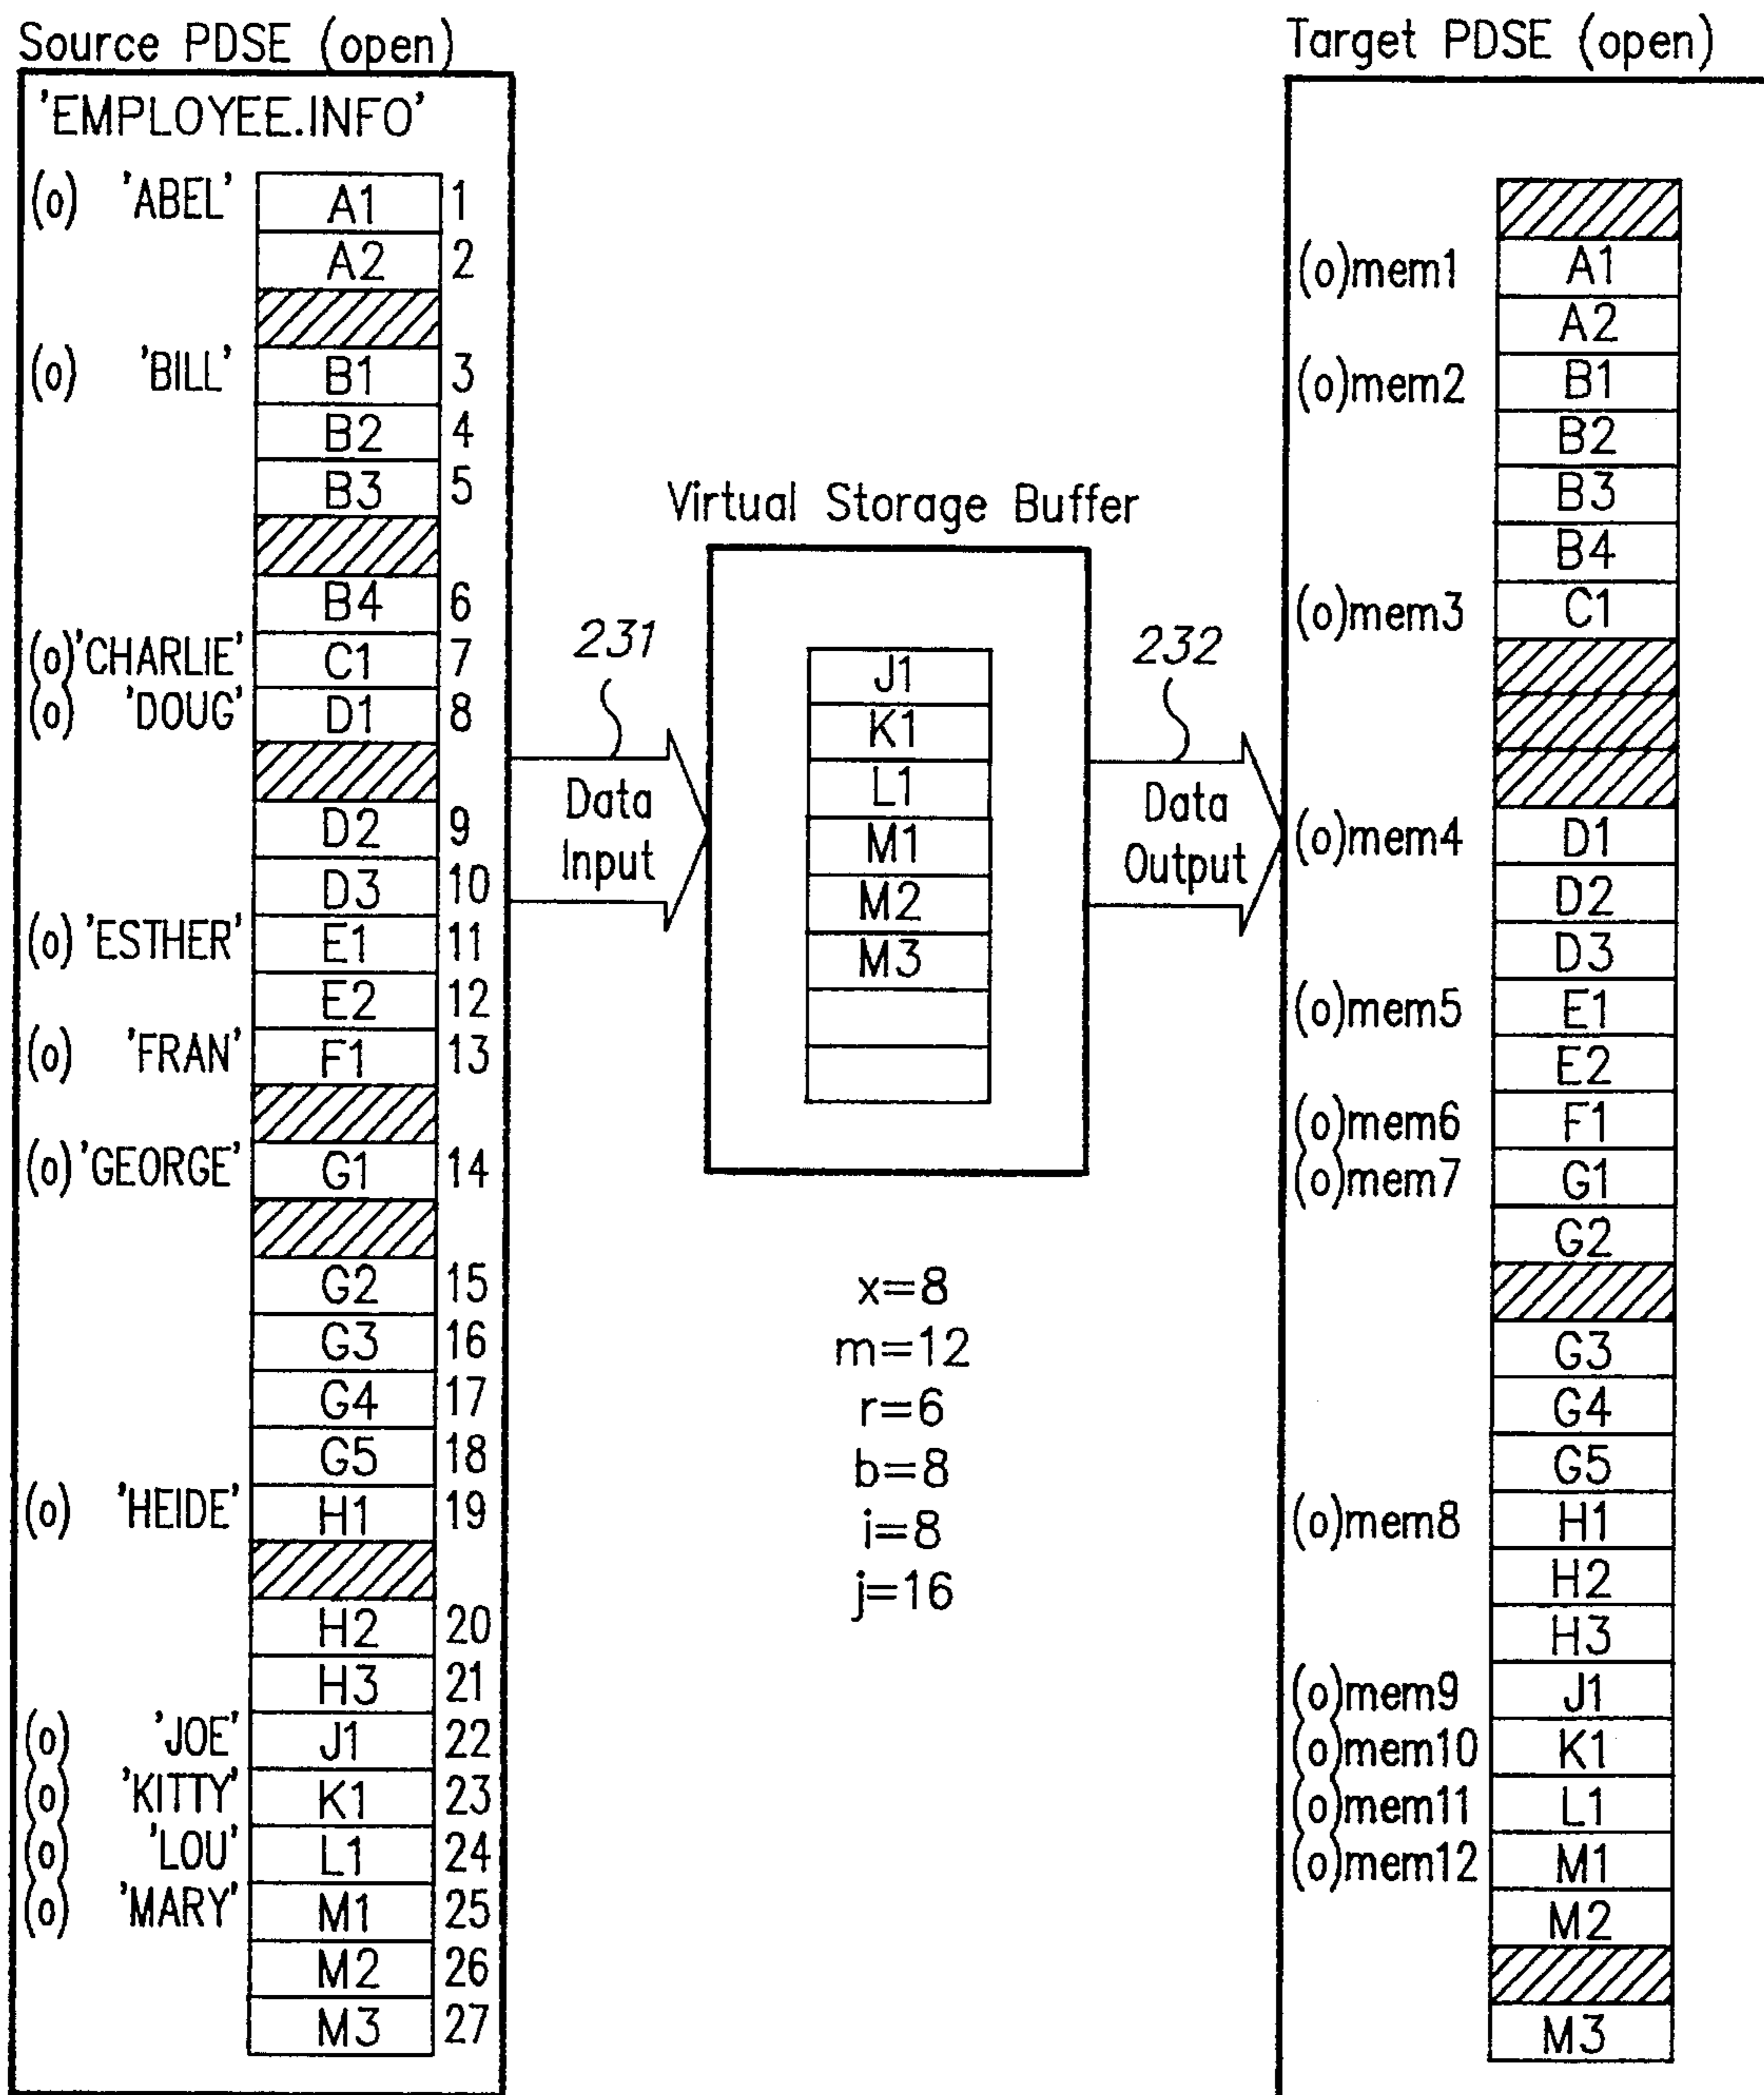 Source PDSE (open)
'EMPLOYEE.INFO'
(o) 'ABEL' A1 1
A2 2
(o) 'BILL' B1 3
B2 4
B3 5
B4 6
(o) 'CHARLIE' C1 7
(o) 'DOUG' D1 8
D2 9
D3 10
(o) 'ESTHER' E1 11
E2 12
(o) 'FRAN' F1 13
(o) 'GEORGE' G1 14
G2 15
G3 16
G4 17
G5 18
(o) 'HEIDE' H1 19
H2 20
H3 21
(o) 'JOE' J1 22
(o) 'KITTY' K1 23
(o) 'LOU' L1 24
(o) 'MARY' M1 25
M2 26
M3 27
231
Data
Input
Virtual Storage Buffer
J1
K1
L1
M1
M2
M3
x=8
m=12
r=6
b=8
i=8
j=16
232
Data
Output
Target PDSE (open)
(o)mem1 A1
A2
(o)mem2 B1
B2
B3
B4
(o)mem3 C1
(o)mem4 D1
D2
D3
(o)mem5 E1
E2
(o)mem6 F1
(o)mem7 G1
G2
G3
G4
G5
(o)mem8 H1
H2
H3
(o)mem9 J1
(o)mem10 K1
(o)mem11 L1
(o)mem12 M1
M2
M3